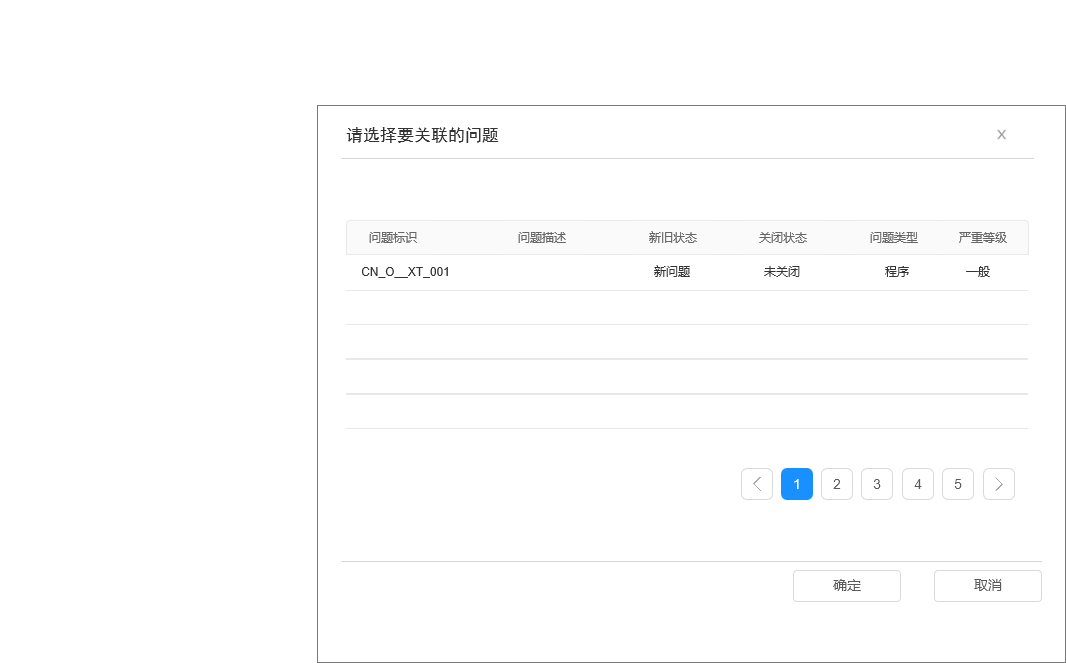 请选择要关联的问题 X
问题标识 问题描述 新旧状态 关闭状态 问题类型 严重等级
CN_O__XT_001 新问题 未关闭 程序 一般
< 1 2 3 4 5 >
确定 取消